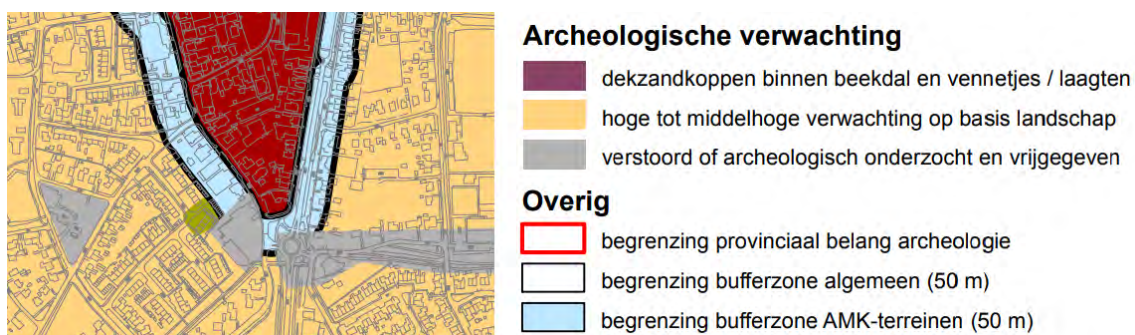 Archeologische verwachting
dekzandkoppen binnen beekdal en vennetjes / laagten
hoge tot middelhoge verwachting op basis landschap
verstoord of archeologisch onderzocht en vrijgegeven
Overig
begrenzing provinciaal belang archeologie
begrenzing bufferzone algemeen (50 m)
begrenzing bufferzone AMK-terreinen (50 m)